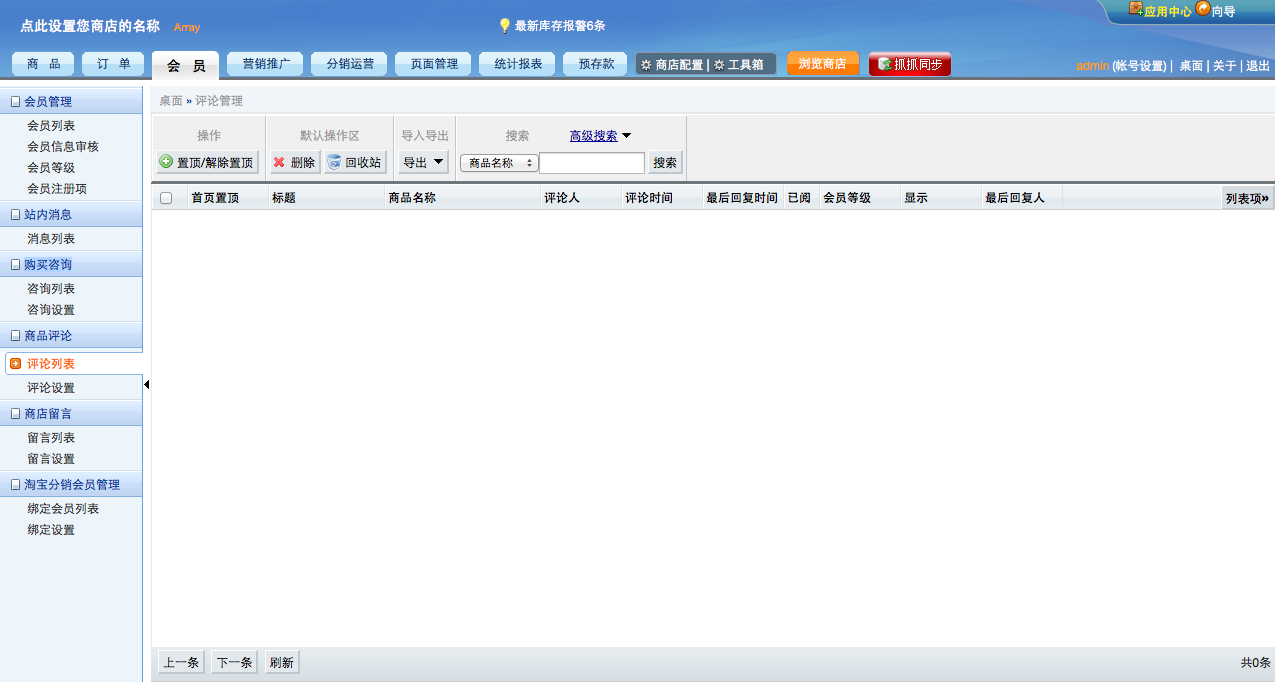 点此设置您商店的名称 Array 最新库存报警6条 应用中心 向导
商 品 订 单 会 员 营销推广 分销运营 页面管理 统计报表 预存款 商店配置 | 工具箱 浏览商店 抓抓同步 admin (帐号设置) | 桌面 | 关于 | 退出
会员管理
会员列表
会员信息审核
会员等级
会员注册项
站内消息
消息列表
购买咨询
咨询列表
咨询设置
商品评论
评论列表
评论设置
商店留言
留言列表
留言设置
淘宝分销会员管理
绑定会员列表
绑定设置
桌面 » 评论管理
操作 默认操作区 导入导出 搜索 高级搜索
置顶/解除置顶 删除 回收站 导出 商品名称 搜索
首页置顶 标题 商品名称 评论人 评论时间 最后回复时间 已阅 会员等级 显示 最后回复人 列表项»
上一条 下一条 刷新 共0条